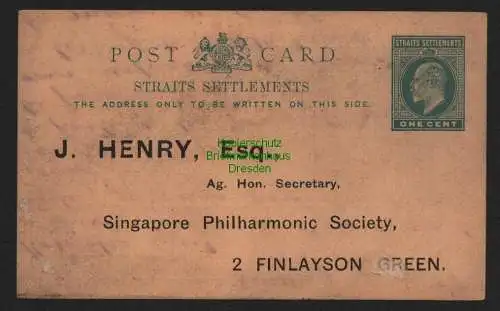 POST CARD
STRAITS SETTLEMENTS
THE ADDRESS ONLY TO BE WRITTEN ON THIS SIDE.
STRAITS SETTLEMENTS
ONE CENT
J. HENRY, Esq.,
Kopierschutz
Briefmarkenhaus
Dresden
Ag. Hon. Secretary,
Singapore Philharmonic Society,
2 FINLAYSON GREEN.